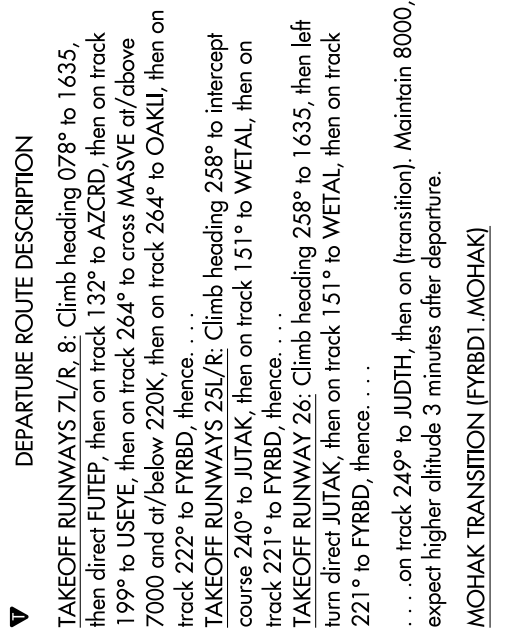 T
DEPARTURE ROUTE DESCRIPTION
TAKEOFF RUNWAYS 7L/R, 8: Climb heading 078° to 1635,
then direct FUTEP, then on track 132° to AZCRD, then on track
199° to USEYE, then on track 264° to cross MASVE at/above
7000 and at/below 220K, then on track 264° to OAKLI, then on
track 222° to FYRBD, thence. . . .
TAKEOFF RUNWAYS 25L/R: Climb heading 258° to intercept
course 240° to JUTAK, then on track 151° to WETAL, then on
track 221° to FYRBD, thence. . . .
TAKEOFF RUNWAY 26: Climb heading 258° to 1635, then left
turn direct JUTAK, then on track 151° to WETAL, then on track
221° to FYRBD, thence. . . .
. . . .on track 249° to JUDTH, then on (transition). Maintain 8000,
expect higher altitude 3 minutes after departure.
MOHAK TRANSITION (FYRBD1.MOHAK)